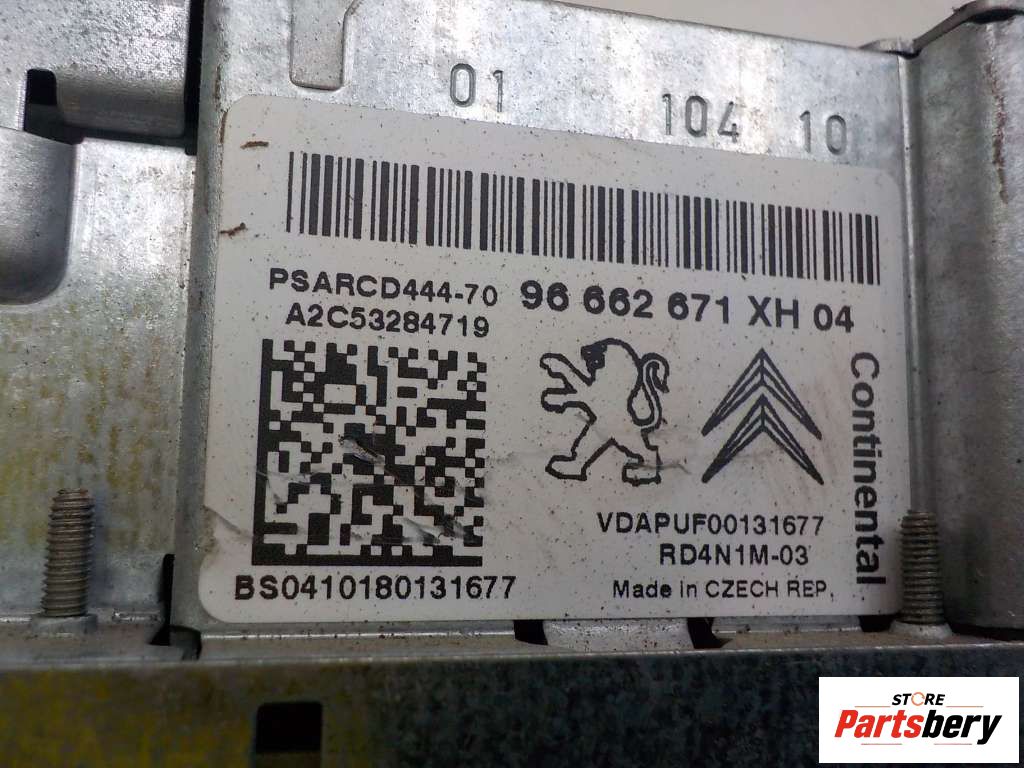 01 104 10
PSARCD444-70 96 662 671 XH 04
A2C53284719
Continental
VDAPUF00131677
RD4N1M-03
BS0410180131677
Made in CZECH REP.
STORE
Partsbery